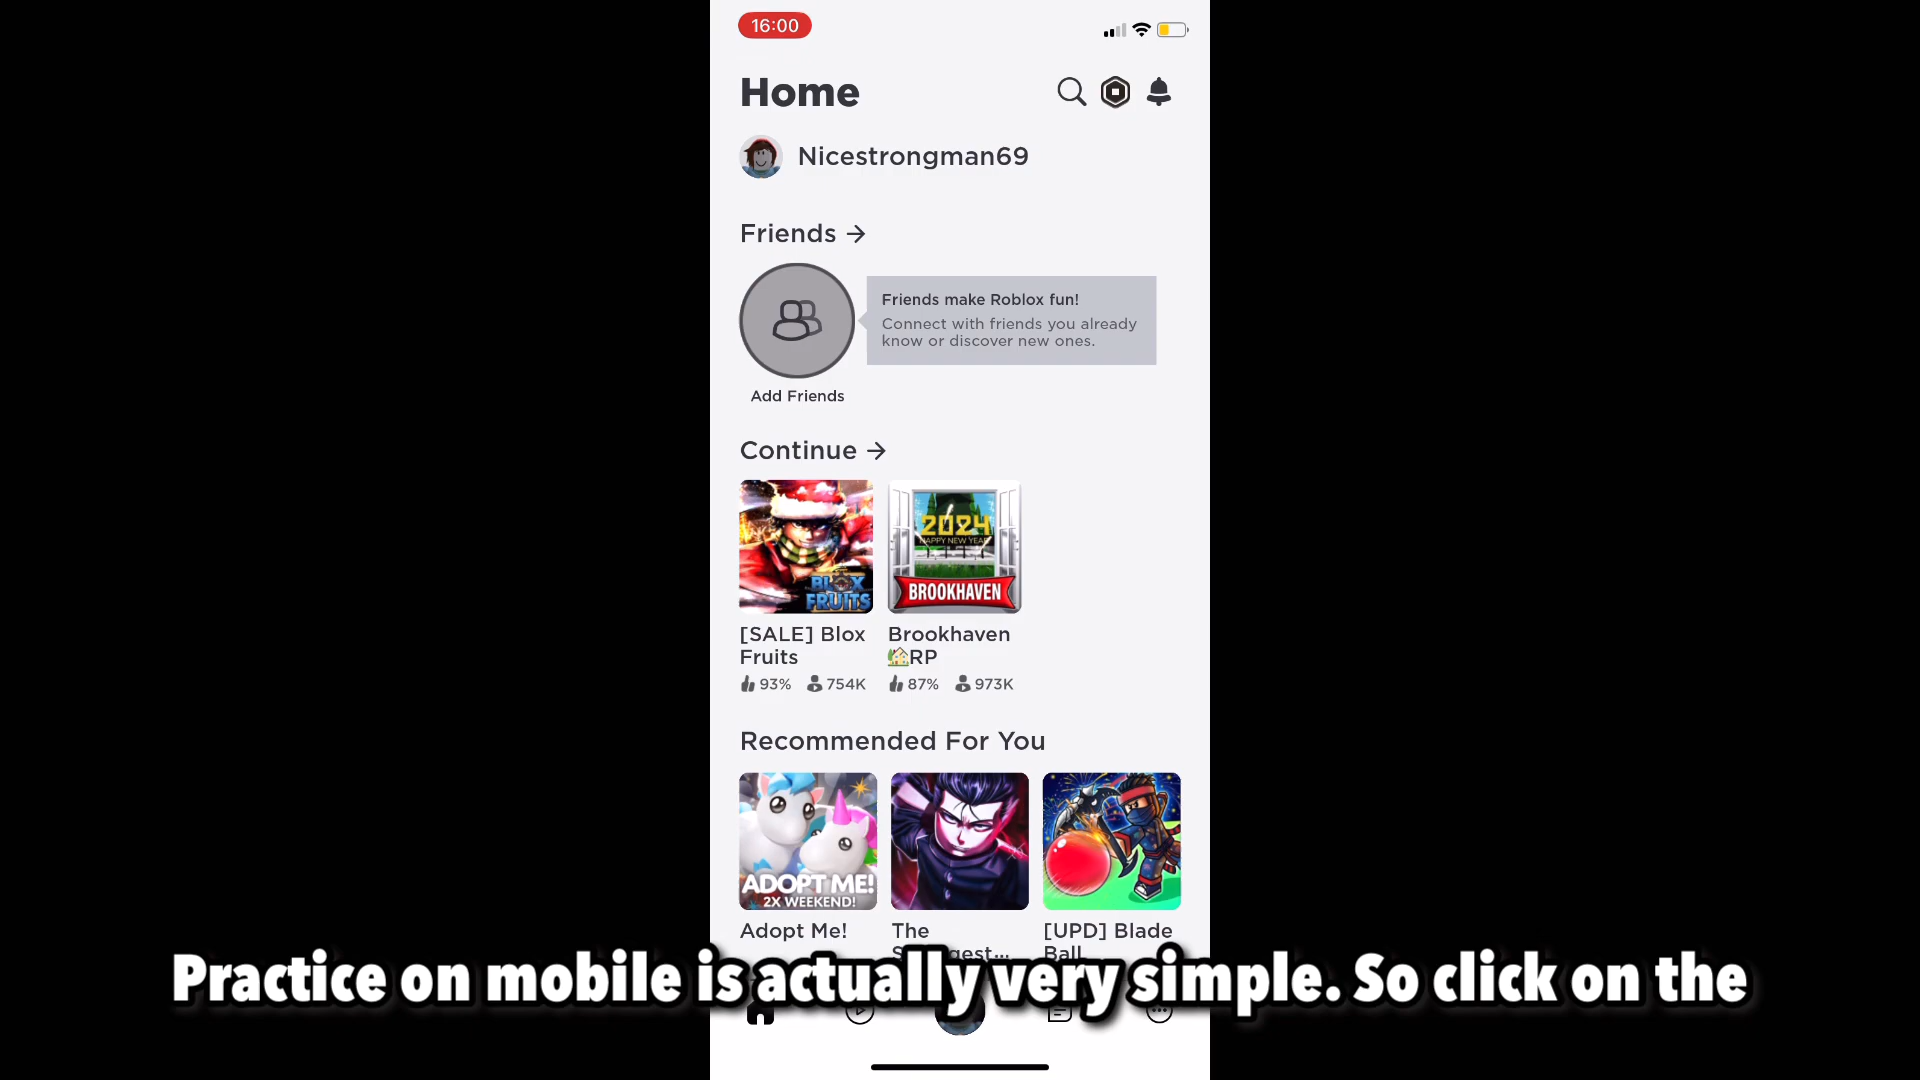 16:00
Home
Nicestrongman69
Friends →
Friends make Roblox fun!
Connect with friends you already
know or discover new ones.
Add Friends
Continue →
2024
HAPPY NEW YEAR
BLOX
FRUITS
BROOKHAVEN
[SALE] Blox
Fruits
Brookhaven
🏡RP
93% 754K
87% 973K
Recommended For You
ADOPT ME!
2X WEEKEND!
Adopt Me!
The
[UPD] Blade
Ball
Practice on mobile is actually very simple. So click on the